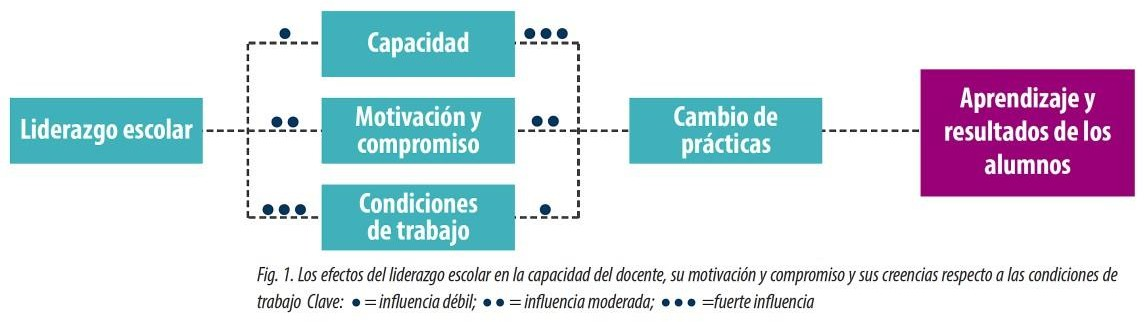 Liderazgo escolar
Capacidad
Motivación y
compromiso
Condiciones
de trabajo
Cambio de
prácticas
Aprendizaje y
resultados de los
alumnos
Fig. 1. Los efectos del liderazgo escolar en la capacidad del docente, su motivación y compromiso y sus creencias respecto a las condiciones de
trabajo Clave: • = influencia débil; • • = influencia moderada; • • • =fuerte influencia